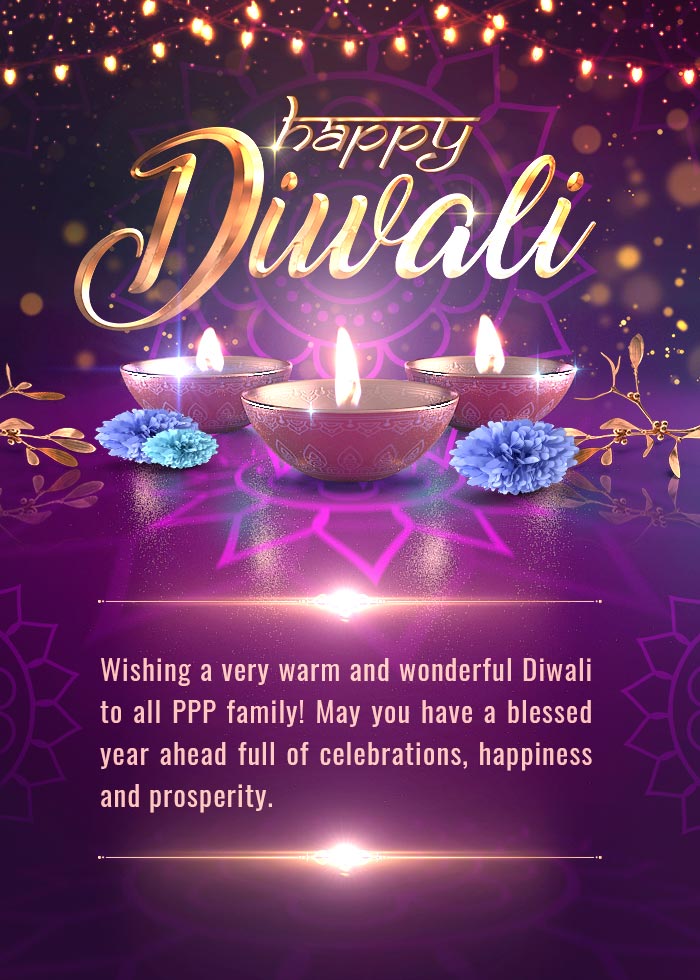 happy
Diwali
Wishing a very warm and wonderful Diwali
to all PPP family! May you have a blessed
year ahead full of celebrations, happiness
and prosperity.